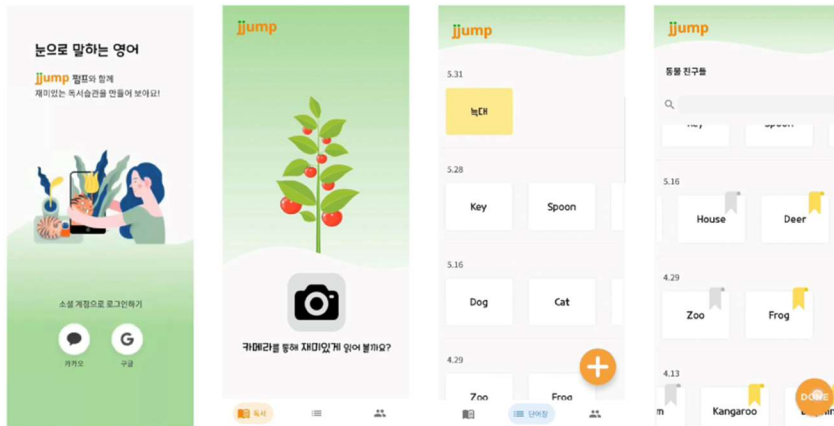 눈으로 말하는 영어
jjump 쩜프와 함께
재미있는 독서습관을 만들어 보아요!
소셜 계정으로 로그인하기
카카오
구글
jjump
카메라를 통해 재미있게 읽어 볼까요?
독서
jjump
5.31
늑대
5.28
Key
Spoon
5.16
Dog
Cat
4.29
Zoo
Frog
단어장
jjump
동물 친구들
5.16
House
Deer
4.29
Zoo
Frog
4.13
Kangaroo
DONE